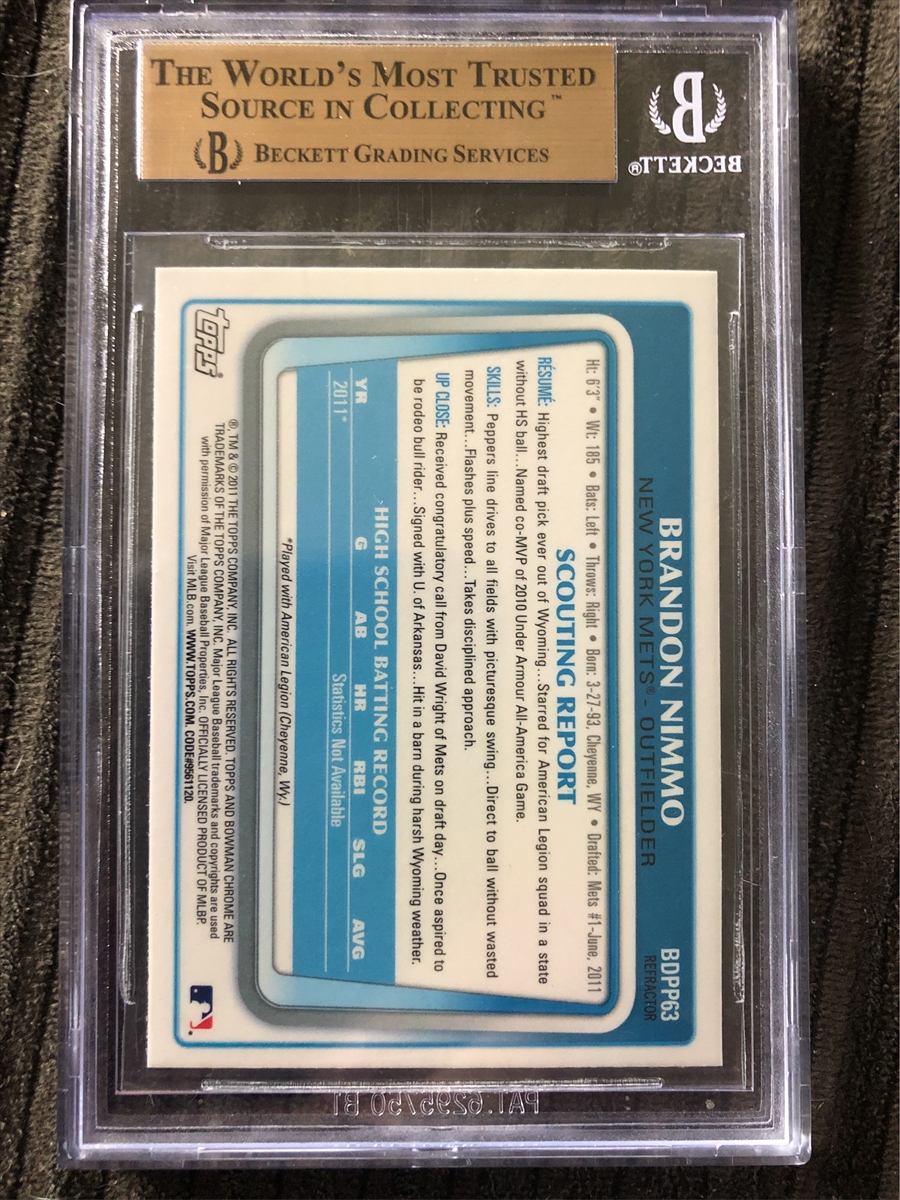 THE WORLD'S MOST TRUSTED
SOURCE IN COLLECTING™
B BECKETT GRADING SERVICES
B
BECKETT®
BRANDON NIMMO
NEW YORK METS® - OUTFIELDER
BDPP63
REFRACTOR
Ht: 6'3" • Wt: 185 • Bats: Left • Throws: Right • Born: 3-27-93, Cheyenne, WY • Drafted: Mets #1-June, 2011
SCOUTING REPORT
RÉSUMÉ: Highest draft pick ever out of Wyoming...Starred for American Legion squad in a state
without HS ball...Named co-MVP of 2010 Under Armour All-America Game.
SKILLS: Peppers line drives to all fields with picturesque swing...Direct to ball without wasted
movement...Flashes plus speed...Takes disciplined approach.
UP CLOSE: Received congratulatory call from David Wright of Mets on draft day...Once aspired to
be rodeo bull rider...Signed with U. of Arkansas...Hit in a barn during harsh Wyoming weather.
HIGH SCHOOL BATTING RECORD
YR G AB HR RBI SLG AVG
2011* Statistics Not Available
*Played with American Legion (Cheyenne, Wy.)
topps®
®, TM & © 2011 THE TOPPS COMPANY, INC. ALL RIGHTS RESERVED. TOPPS AND BOWMAN CHROME ARE
TRADEMARKS OF THE TOPPS COMPANY, INC. Major League Baseball trademarks and copyrights are used
with permission of Major League Baseball Properties, Inc. OFFICIALLY LICENSED PRODUCT OF MLBP.
Visit MLB.com. WWW.TOPPS.COM. CODE#9561120.
PAT. 6295750 B1